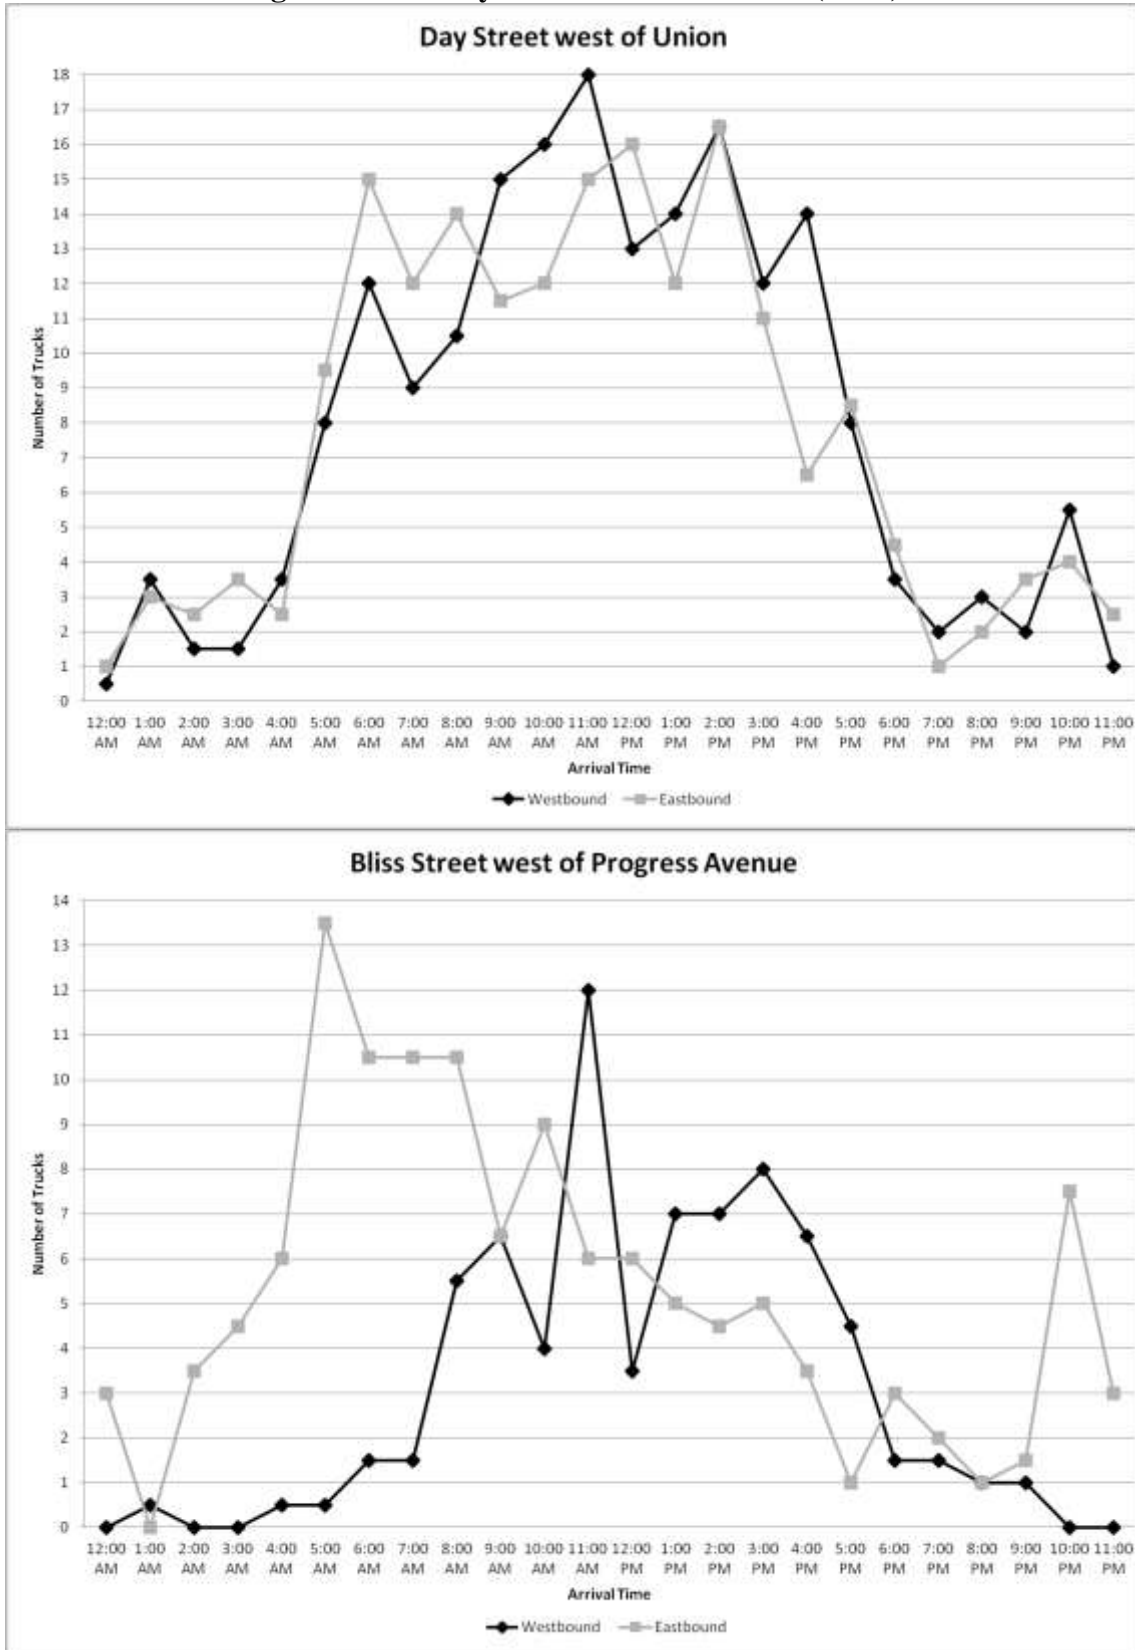 Day Street west of Union
18
17
16
15
14
13
12
11
10
9
8
7
6
5
4
3
2
1
0
Number of Trucks
12:00 1:00 2:00 3:00 4:00 5:00 6:00 7:00 8:00 9:00 10:00 11:00 12:00 1:00 2:00 3:00 4:00 5:00 6:00 7:00 8:00 9:00 10:00 11:00
AM AM AM AM AM AM AM AM AM AM AM AM PM PM PM PM PM PM PM PM PM PM PM PM
Arrival Time
Westbound Eastbound
Bliss Street west of Progress Avenue
14
13
12
11
10
9
8
7
6
5
4
3
2
1
0
Number of Trucks
12:00 1:00 2:00 3:00 4:00 5:00 6:00 7:00 8:00 9:00 10:00 11:00 12:00 1:00 2:00 3:00 4:00 5:00 6:00 7:00 8:00 9:00 10:00 11:00
AM AM AM AM AM AM AM AM AM AM AM AM PM PM PM PM PM PM PM PM PM PM PM PM
Arrival Time
Westbound Eastbound